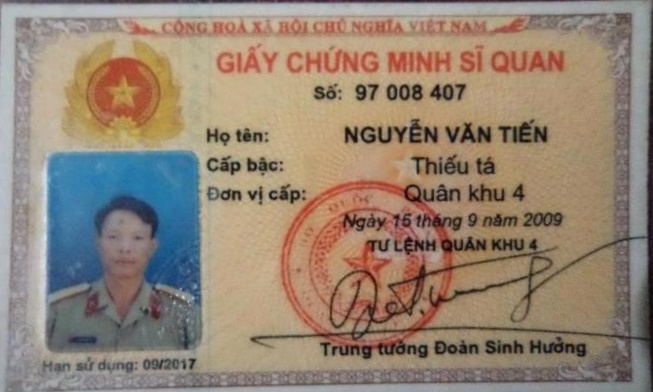 CỘNG HOÀ XÃ HỘI CHỦ NGHĨA VIỆT NAM
GIẤY CHỨNG MINH SĨ QUAN
Số: 97 008 407
Họ tên: NGUYỄN VĂN TIẾN
Cấp bậc: Thiếu tá
Đơn vị cấp: Quân khu 4
Ngày 15 tháng 9 năm 2009
TƯ LỆNH QUÂN KHU 4
Trung tướng Đoàn Sinh Hưởng
Hạn sử dụng: 09/2017